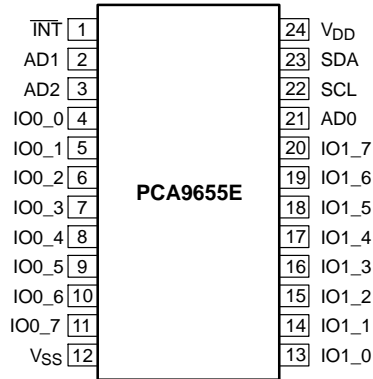 INT 1
AD1 2
AD2 3
IO0_0 4
IO0_1 5
IO0_2 6
IO0_3 7
IO0_4 8
IO0_5 9
IO0_6 10
IO0_7 11
VSS 12
PCA9655E
24 VDD
23 SDA
22 SCL
21 AD0
20 IO1_7
19 IO1_6
18 IO1_5
17 IO1_4
16 IO1_3
15 IO1_2
14 IO1_1
13 IO1_0